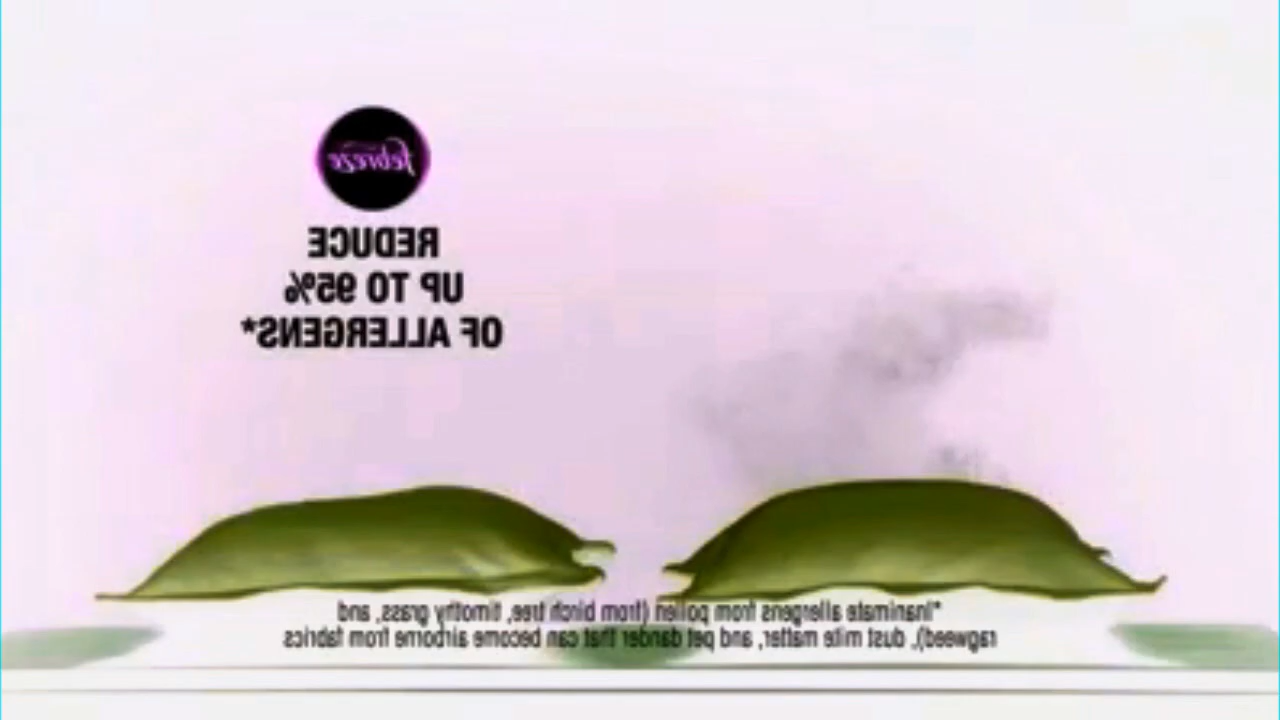 febreze
REDUCE
UP TO 95%
OF ALLERGENS*
*Inanimate allergens from pollen (from birch tree, timothy grass, and
ragweed), dust mite matter, and pet dander that can become airborne from fabrics